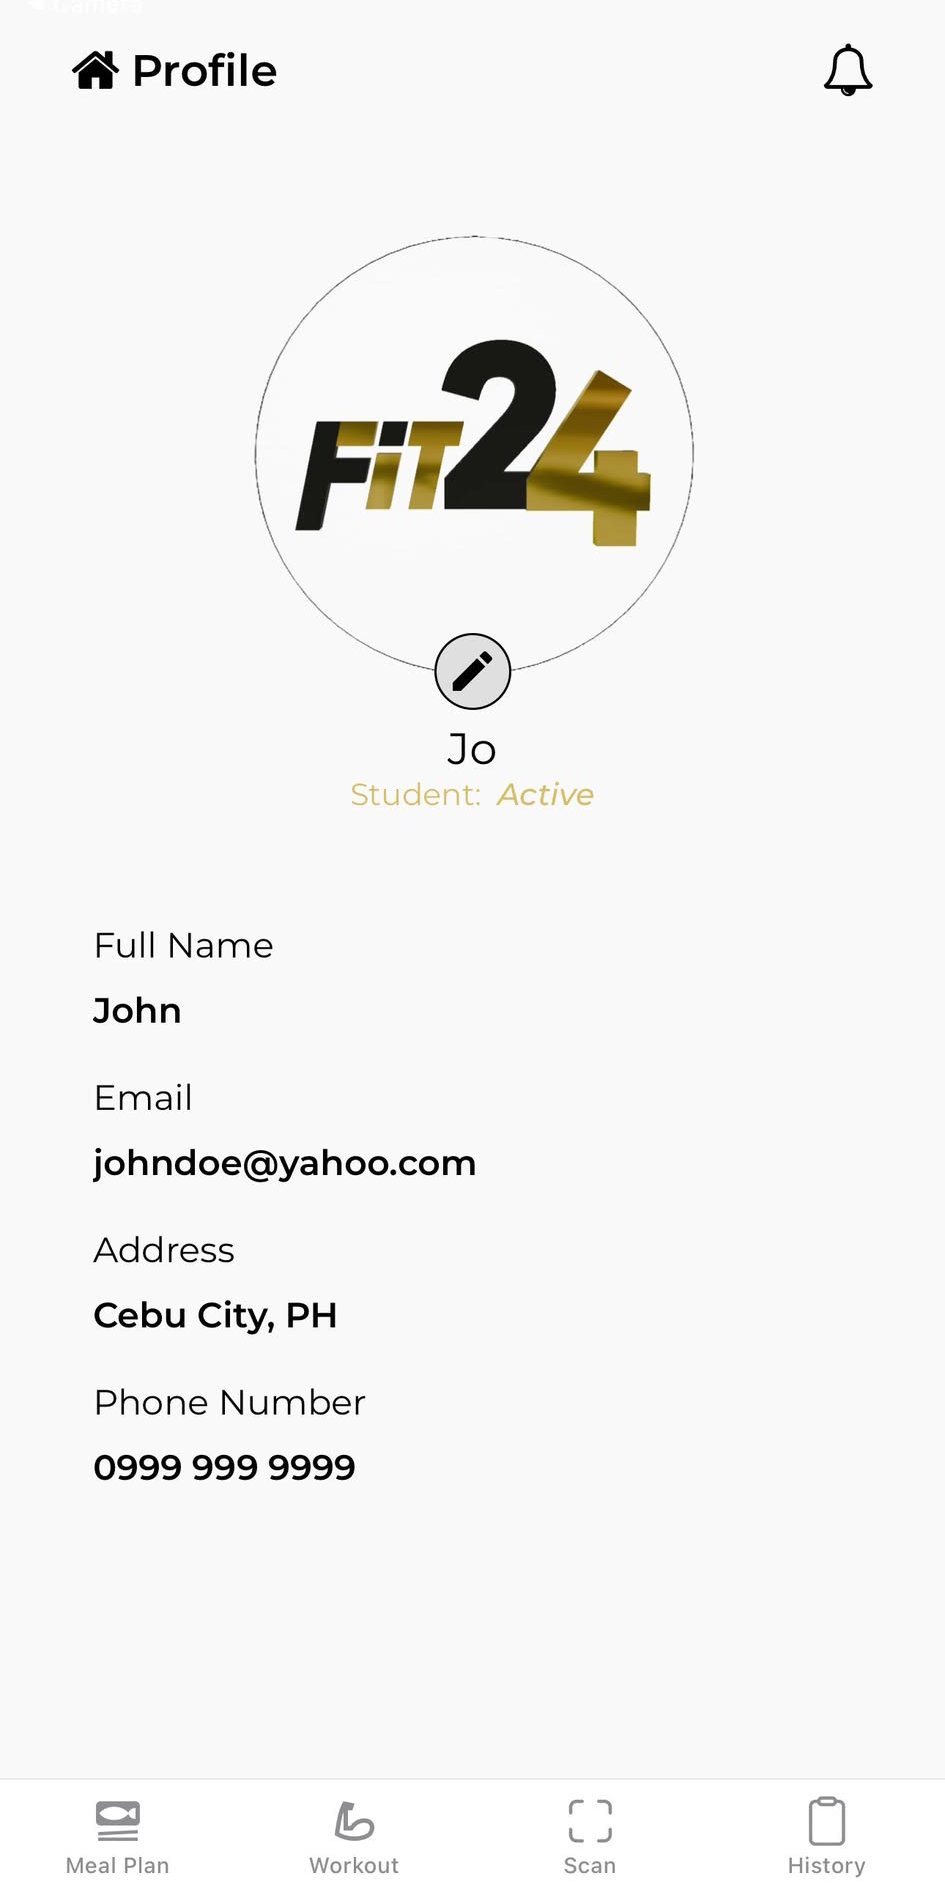 Camera
Profile
FiT24
Jo
Student: Active
Full Name
John
Email
johndoe@yahoo.com
Address
Cebu City, PH
Phone Number
0999 999 9999
Meal Plan
Workout
Scan
History